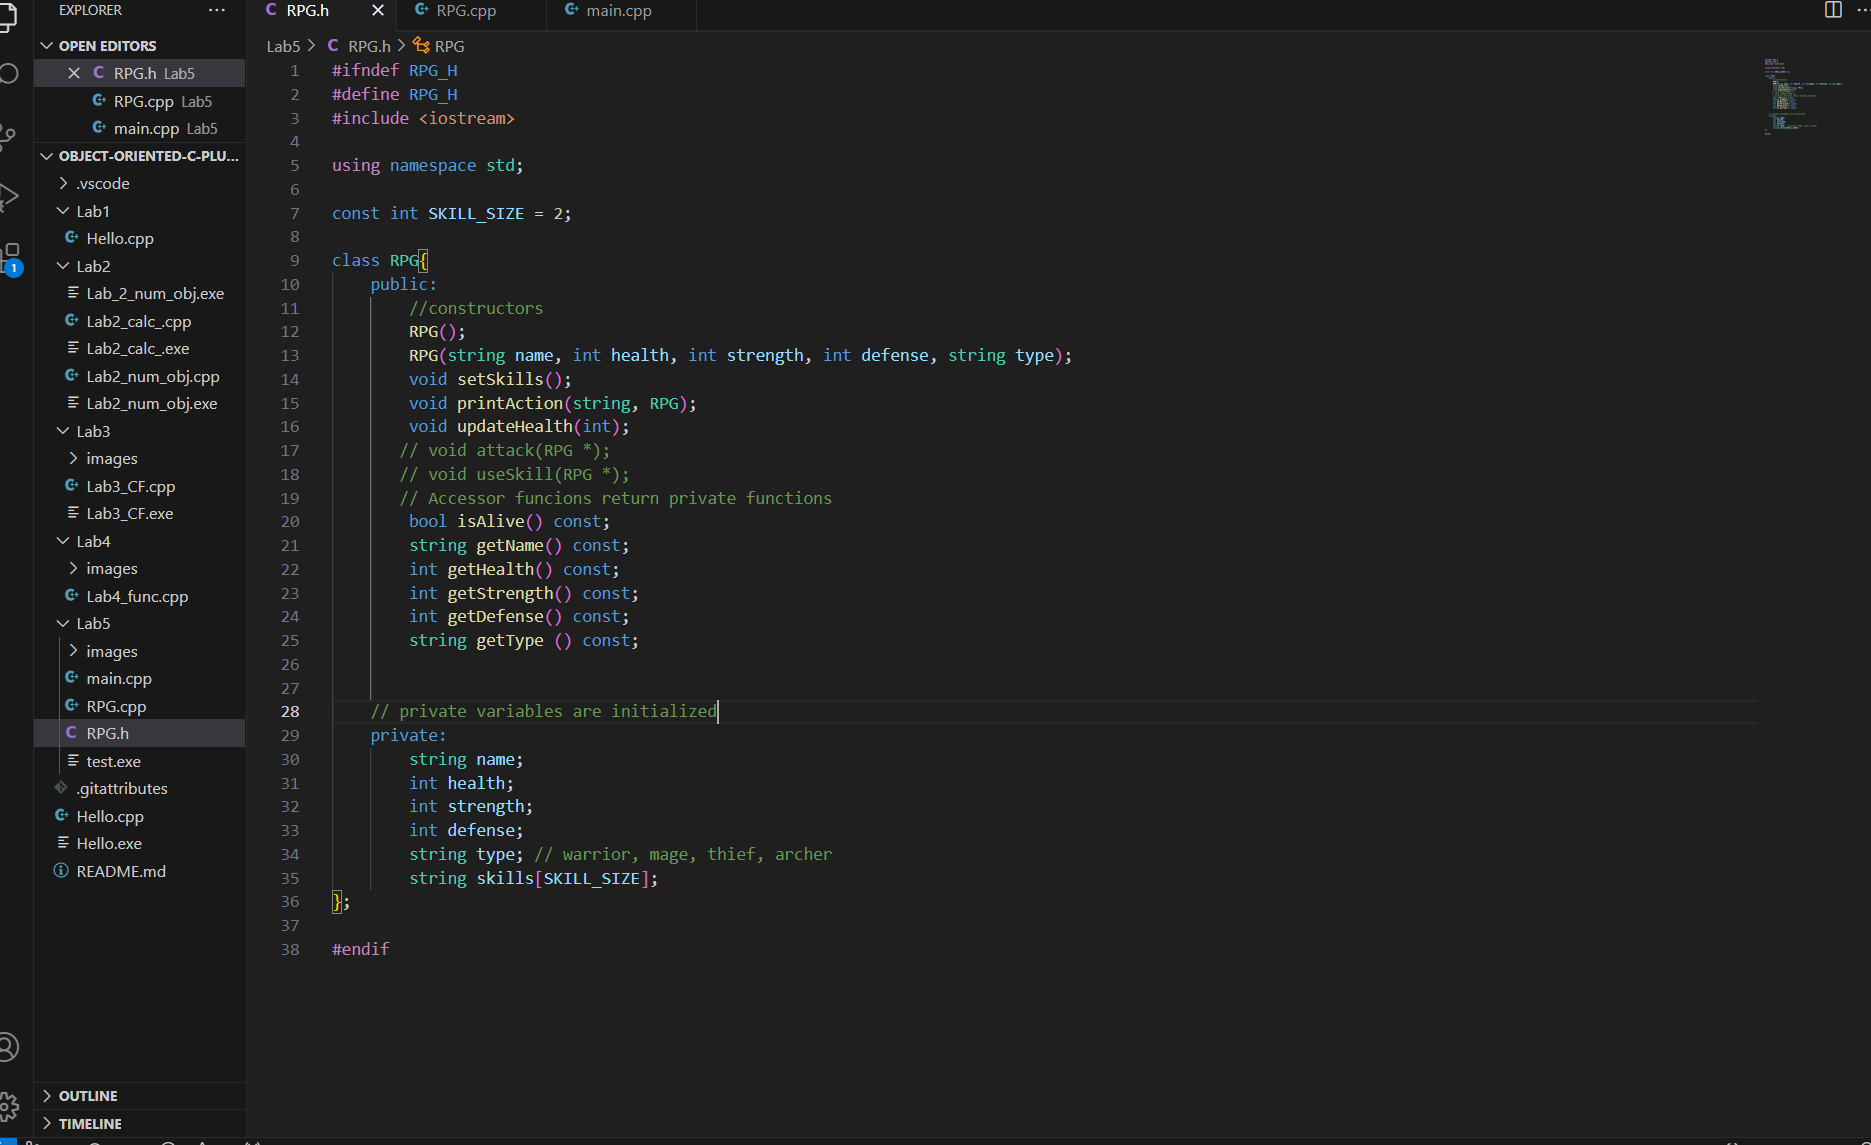 EXPLORER
OPEN EDITORS
RPG.h Lab5
RPG.cpp Lab5
main.cpp Lab5
OBJECT-ORIENTED-C-PLU...
.vscode
Lab1
Hello.cpp
Lab2
Lab_2_num_obj.exe
Lab2_calc_.cpp
Lab2_calc_.exe
Lab2_num_obj.cpp
Lab2_num_obj.exe
Lab3
images
Lab3_CF.cpp
Lab3_CF.exe
Lab4
images
Lab4_func.cpp
Lab5
images
main.cpp
RPG.cpp
RPG.h
test.exe
.gitattributes
Hello.cpp
Hello.exe
README.md
OUTLINE
TIMELINE
1
RPG.h
RPG.cpp
main.cpp
Lab5 > C RPG.h > RPG
1 #ifndef RPG_H
2 #define RPG_H
3 #include <iostream>
4
5 using namespace std;
6
7 const int SKILL_SIZE = 2;
8
9 class RPG{
10 public:
11 //constructors
12 RPG();
13 RPG(string name, int health, int strength, int defense, string type);
14 void setSkills();
15 void printAction(string, RPG);
16 void updateHealth(int);
17 // void attack(RPG *);
18 // void useSkill(RPG *);
19 // Accessor funcions return private functions
20 bool isAlive() const;
21 string getName() const;
22 int getHealth() const;
23 int getStrength() const;
24 int getDefense() const;
25 string getType () const;
26
27
28 // private variables are initialized
29 private:
30 string name;
31 int health;
32 int strength;
33 int defense;
34 string type; // warrior, mage, thief, archer
35 string skills[SKILL_SIZE];
36 };
37
38 #endif